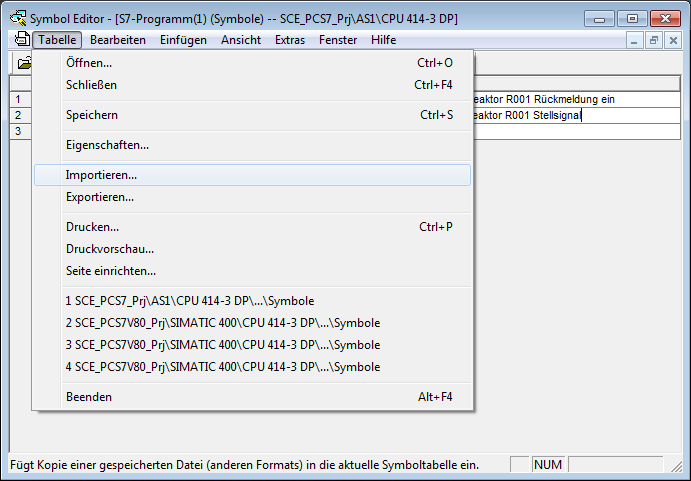 Symbol Editor - [S7-Programm(1) (Symbole) -- SCE_PCS7_Prj\AS1\CPU 414-3 DP]
Tabelle Bearbeiten Einfügen Ansicht Extras Fenster Hilfe
Öffnen... Ctrl+O
Schließen Ctrl+F4
1 eaktor R001 Rückmeldung ein
2 eaktor R001 Stellsignal
3
Speichern Ctrl+S
Eigenschaften...
Importieren...
Exportieren...
Drucken... Ctrl+P
Druckvorschau...
Seite einrichten...
1 SCE_PCS7_Prj\AS1\CPU 414-3 DP\...\Symbole
2 SCE_PCS7V80_Prj\SIMATIC 400\CPU 414-3 DP\...\Symbole
3 SCE_PCS7V80_Prj\SIMATIC 400\CPU 414-3 DP\...\Symbole
4 SCE_PCS7V80_Prj\SIMATIC 400\CPU 414-3 DP\...\Symbole
Beenden Alt+F4
Fügt Kopie einer gespeicherten Datei (anderen Formats) in die aktuelle Symboltabelle ein. NUM